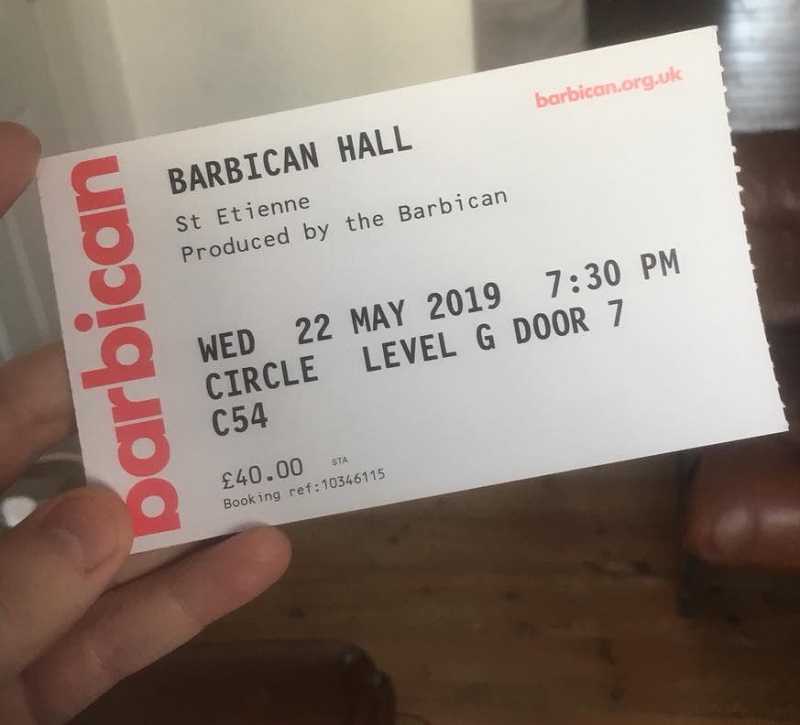 barbican.org.uk
barbican
BARBICAN HALL
St Etienne
Produced by the Barbican
WED 22 MAY 2019 7:30 PM
CIRCLE LEVEL G DOOR 7
C54
£40.00 STA
Booking ref:10346115